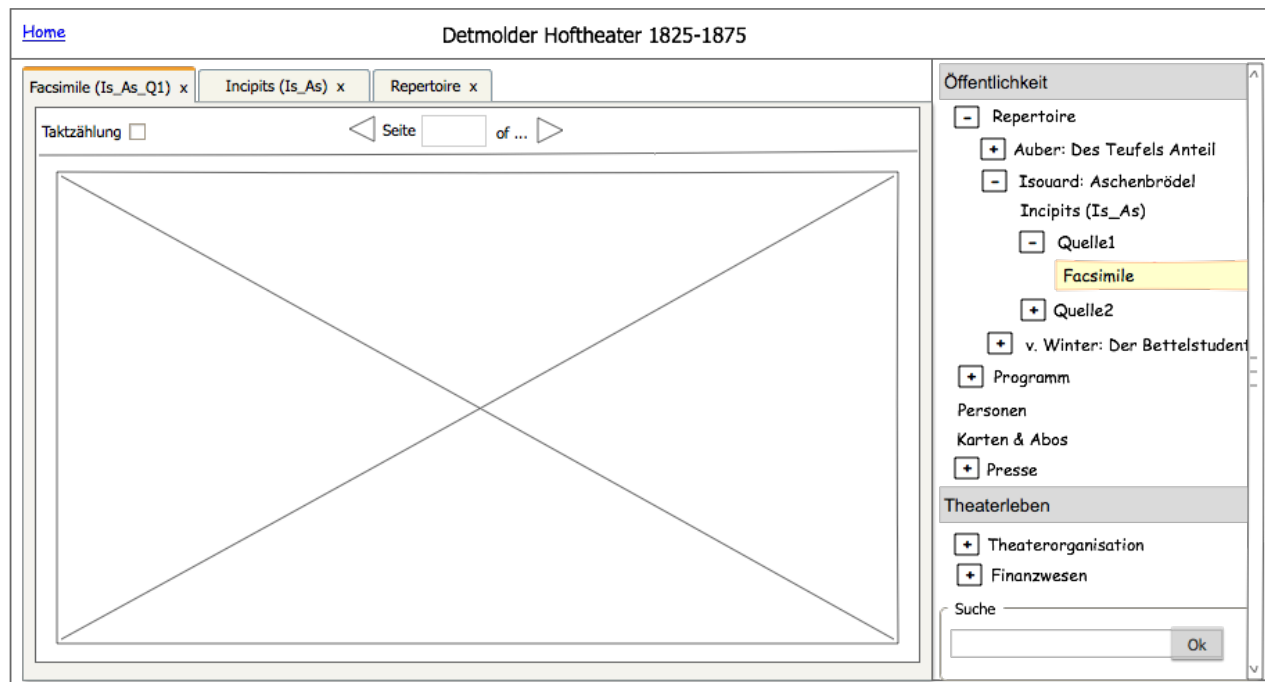 Home
Detmolder Hoftheater 1825-1875
Facsimile (Is_As_Q1) x
Incipits (Is_As) x
Repertoire x
Taktzählung
Seite
of ...
Öffentlichkeit
- Repertoire
+ Auber: Des Teufels Anteil
- Isouard: Aschenbrödel
Incipits (Is_As)
- Quelle1
Facsimile
+ Quelle2
+ v. Winter: Der Bettelstudent
+ Programm
Personen
Karten & Abos
+ Presse
Theaterleben
+ Theaterorganisation
+ Finanzwesen
Suche
Ok